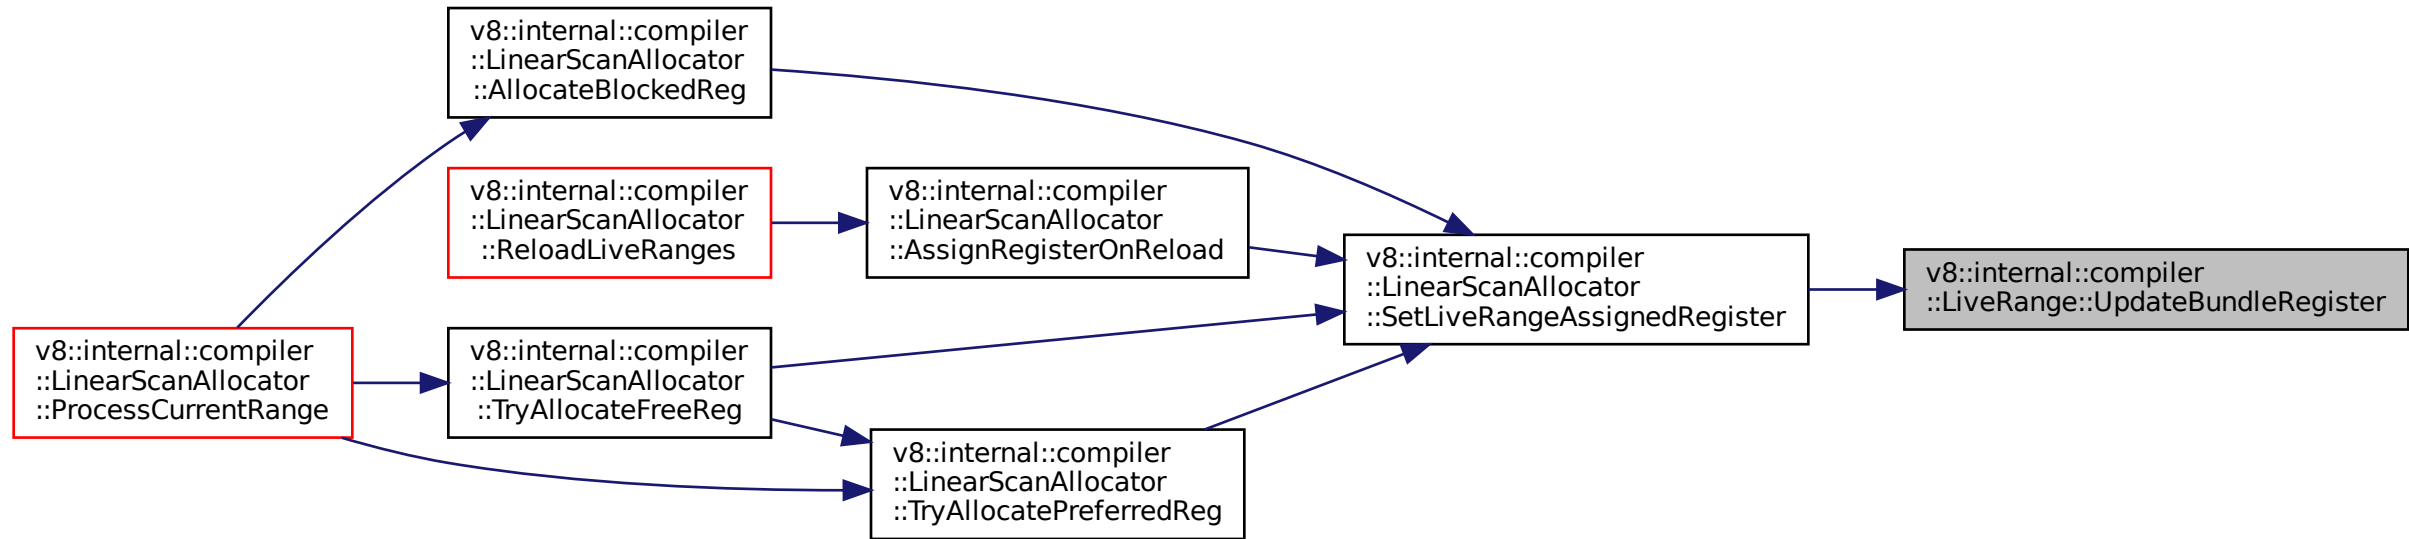 v8::internal::compiler
::LinearScanAllocator
::AllocateBlockedReg
v8::internal::compiler
::LinearScanAllocator
::ReloadLiveRanges
v8::internal::compiler
::LinearScanAllocator
::AssignRegisterOnReload
v8::internal::compiler
::LinearScanAllocator
::SetLiveRangeAssignedRegister
v8::internal::compiler
::LiveRange::UpdateBundleRegister
v8::internal::compiler
::LinearScanAllocator
::ProcessCurrentRange
v8::internal::compiler
::LinearScanAllocator
::TryAllocateFreeReg
v8::internal::compiler
::LinearScanAllocator
::TryAllocatePreferredReg